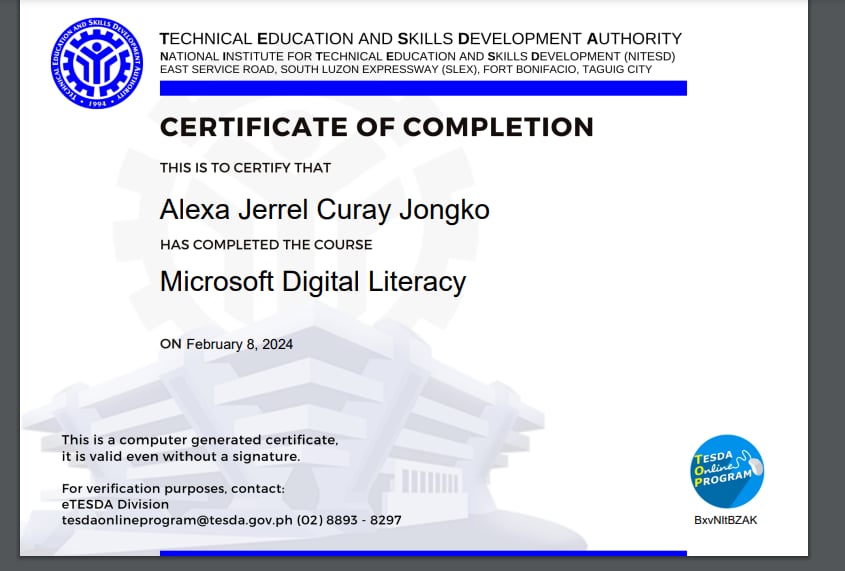 TECHNICAL EDUCATION AND SKILLS DEVELOPMENT AUTHORITY
NATIONAL INSTITUTE FOR TECHNICAL EDUCATION AND SKILLS DEVELOPMENT (NITESD)
EAST SERVICE ROAD, SOUTH LUZON EXPRESSWAY (SLEX), FORT BONIFACIO, TAGUIG CITY
TECHNICAL EDUCATION AND SKILLS DEVELOPMENT AUTHORITY
• 1994 •
CERTIFICATE OF COMPLETION
THIS IS TO CERTIFY THAT
Alexa Jerrel Curay Jongko
HAS COMPLETED THE COURSE
Microsoft Digital Literacy
ON February 8, 2024
This is a computer generated certificate,
it is valid even without a signature.
For verification purposes, contact:
eTESDA Division
tesdaonlineprogram@tesda.gov.ph (02) 8893 - 8297
TESDA
Online
PROGRAM
BxvNltBZAK